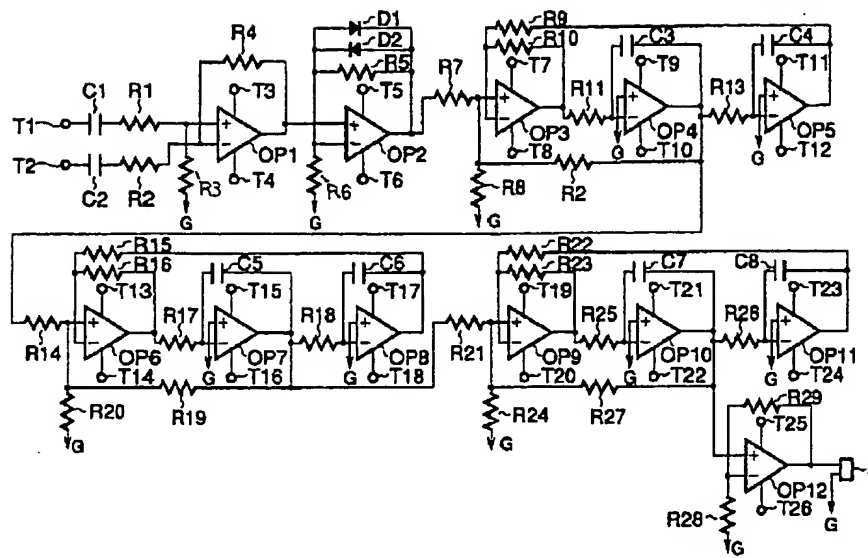 D1
D2
R4
R5
R9
R10
C3
C4
T3
T5
T7
T9
T11
C1
R1
R7
R11
R13
T1
+
-
+
-
+
-
+
-
+
-
OP1
OP2
OP3
OP4
OP5
T2
C2
R2
R3
T4
R6
T6
R8
T8
R2
G
T10
G
T12
G
G
G
R15
R16
C5
C6
R22
R23
C7
C8
T13
T15
T17
T19
T21
T23
R14
R17
R18
R21
R25
R26
+
-
+
-
+
-
+
-
+
-
+
-
OP6
OP7
OP8
OP9
OP10
OP11
T14
G
T16
G
T18
T20
G
T22
G
T24
R20
R19
R24
R27
R29
G
G
T25
+
-
OP12
R28
T26
G
G